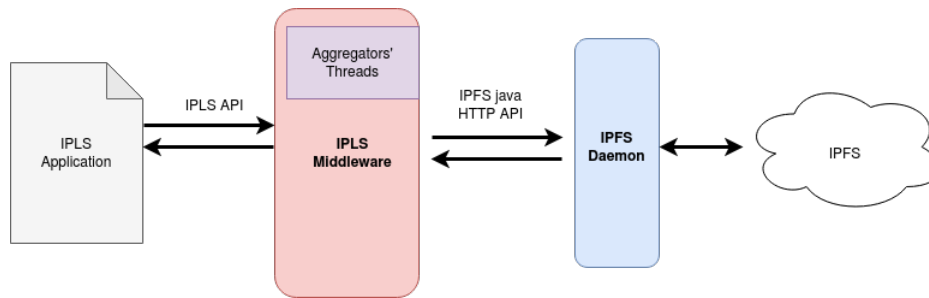 IPLS
Application
IPLS API
Aggregators'
Threads
IPLS
Middleware
IPFS java
HTTP API
IPFS
Daemon
IPFS